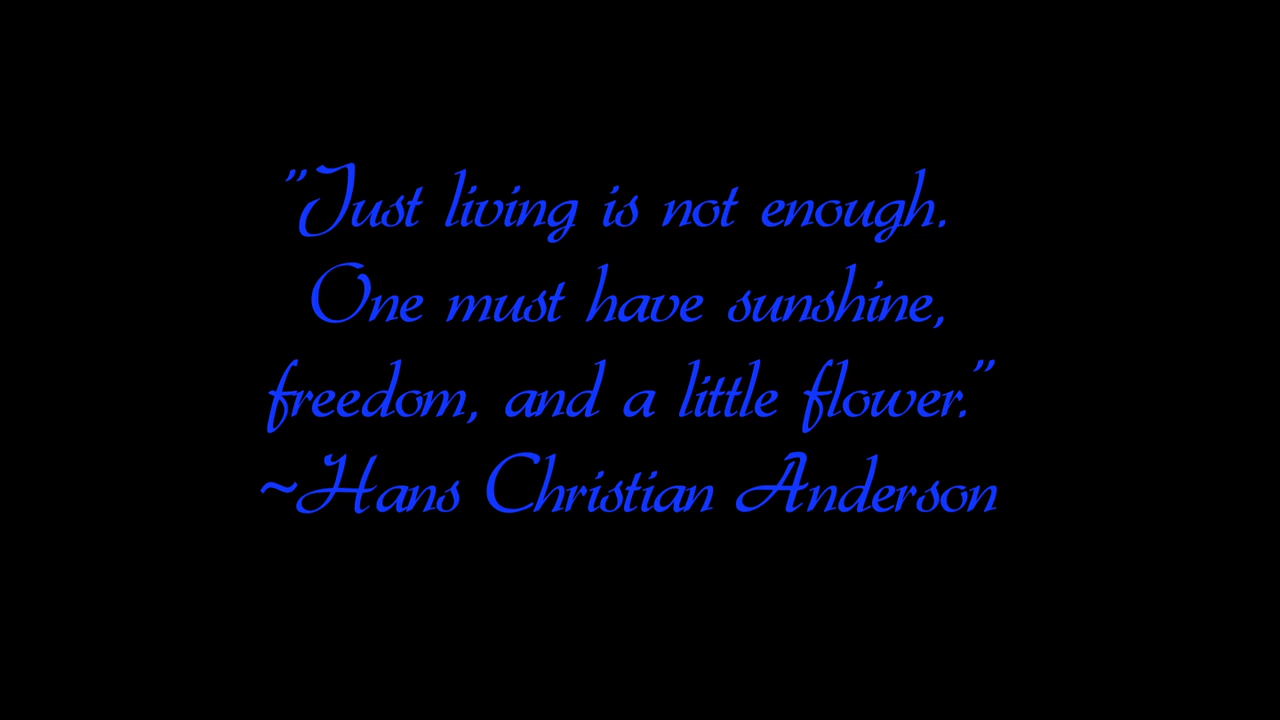 "Just living is not enough.
One must have sunshine,
freedom, and a little flower."
~Hans Christian Anderson